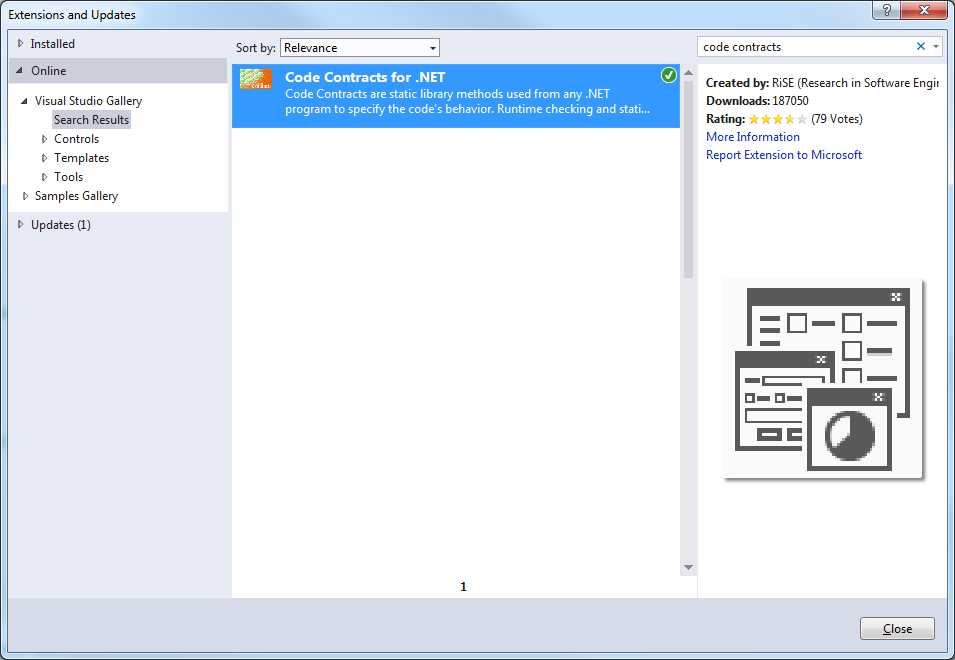 Extensions and Updates
?
Installed
Online
Visual Studio Gallery
Search Results
Controls
Templates
Tools
Samples Gallery
Updates (1)
Sort by: Relevance
Code Contracts for .NET
Code Contracts are static library methods used from any .NET
program to specify the code's behavior. Runtime checking and stati...
1
code contracts
Created by: RiSE (Research in Software Engir
Downloads: 187050
Rating: (79 Votes)
More Information
Report Extension to Microsoft
Close